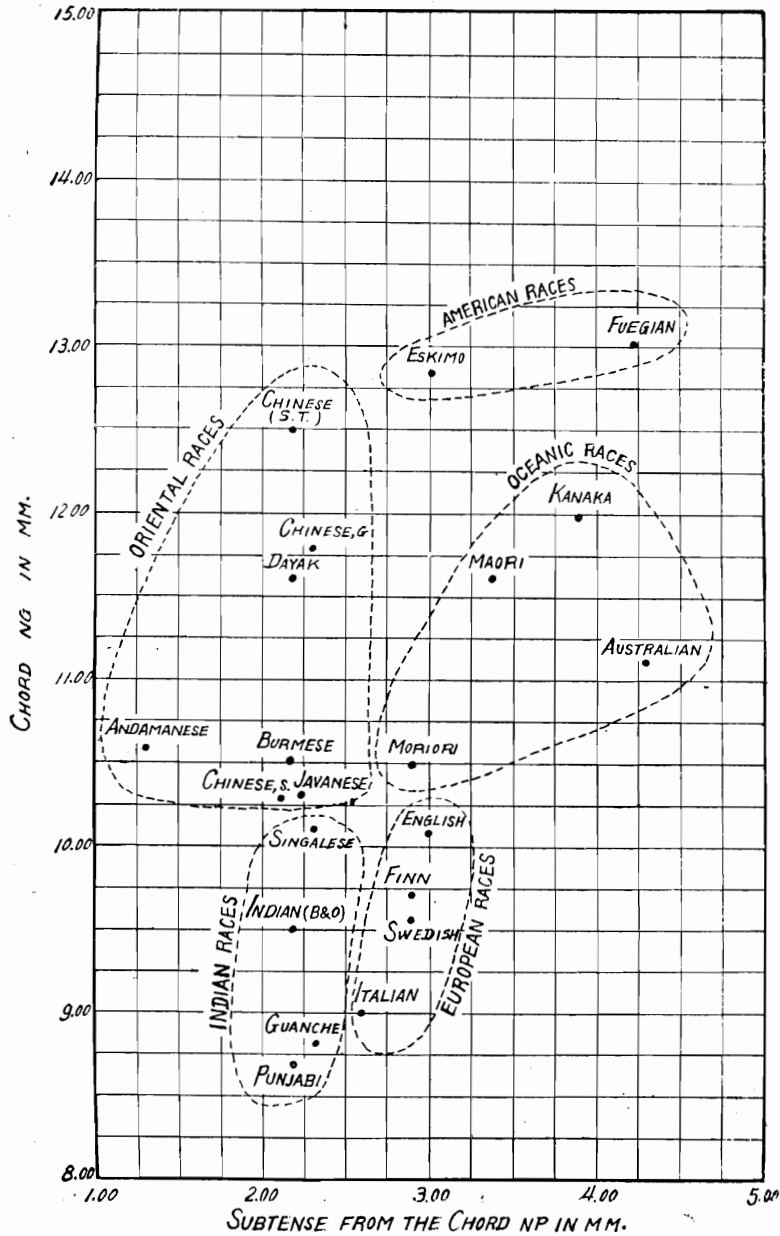 15.00
14.00
AMERICAN RACES
FUEGIAN
13.00
ESKIMO
CHINESE
(S.T.)
ORIENTAL RACES
OCEANIC RACES
KANAKA
12.00
CHINESE, G
DAYAK
MAORI
AUSTRALIAN
11.00
ANDAMANESE
BURMESE
MORIORI
CHINESE, S. JAVANESE
ENGLISH
10.00
SINGALESE
FINN
INDIAN (B&O)
SWEDISH
INDIAN RACES
EUROPEAN RACES
ITALIAN
9.00
GUANCHE
PUNJABI
8.00
1.00 2.00 3.00 4.00 5.00
CHORD NG IN MM.
SUBTENSE FROM THE CHORD NP IN MM.